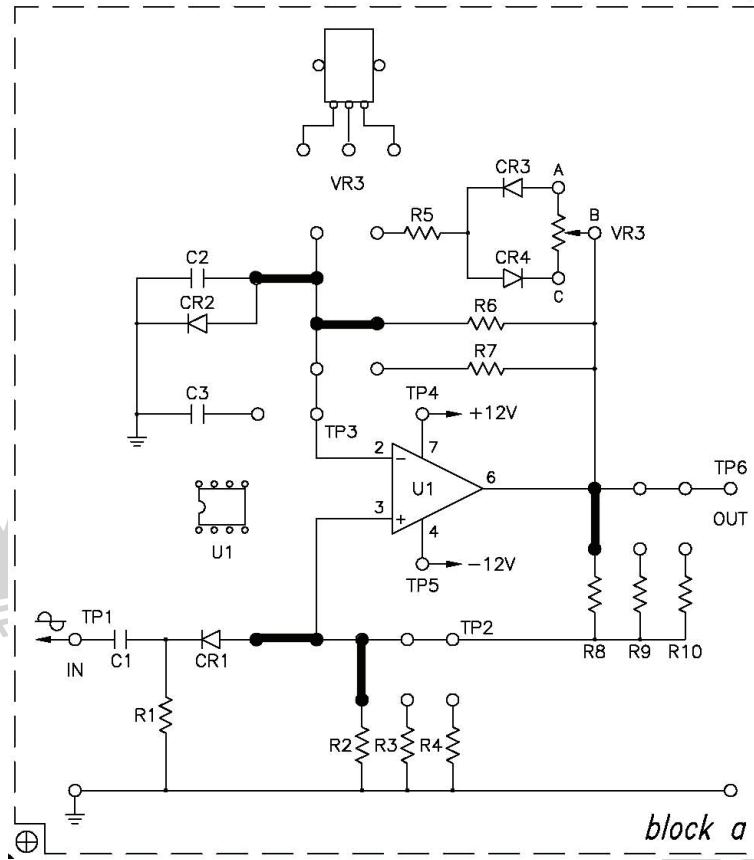 VR3
A
CR3
R5
B
VR3
CR4
C
C2
CR2
R6
R7
C3
TP3
TP4
+12V
2
7
−
U1
6
TP6
3
+
4
OUT
U1
TP5
−12V
TP1
TP2
IN
C1
CR1
R8
R9
R10
R1
R2
R3
R4
block a